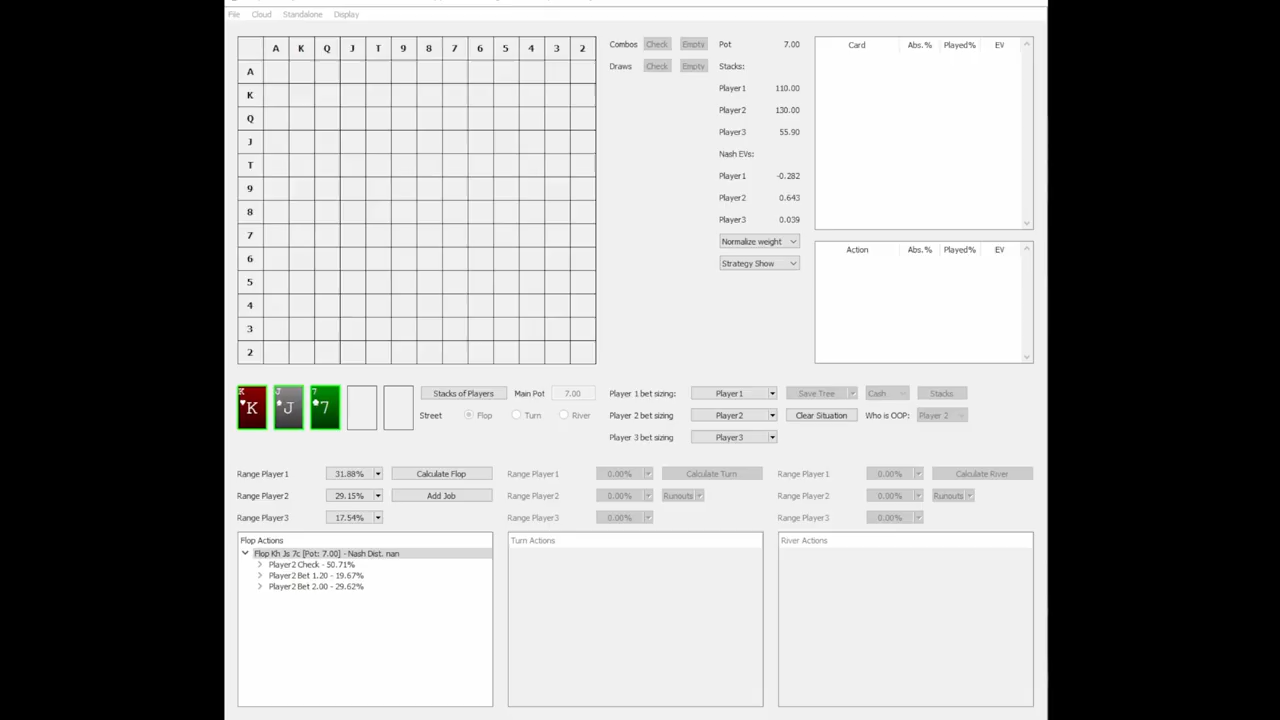 File Cloud Standalone Display
A K Q J T 9 8 7 6 5 4 3 2
A
K
Q
J
T
9
8
7
6
5
4
3
2
Combos Check Empty
Draws Check Empty
Pot 7.00
Stacks:
Player1 110.00
Player2 130.00
Player3 55.90
Nash EVs:
Player1 -0.282
Player2 0.643
Player3 0.039
Normalize weight
Strategy Show
Card Abs.% Played% EV
Action Abs.% Played% EV
K K J J 7 7
Stacks of Players Main Pot 7.00
Street Flop Turn River
Player 1 bet sizing: Player1 Save Tree Cash Stacks
Player 2 bet sizing Player2 Clear Situation Who is OOP: Player 2
Player 3 bet sizing Player3
Range Player1 31.88% Calculate Flop
Range Player2 29.15% Add Job
Range Player3 17.54%
Range Player1 0.00% Calculate Turn
Range Player2 0.00% Runouts
Range Player3 0.00%
Range Player1 0.00% Calculate River
Range Player2 0.00% Runouts
Range Player3 0.00%
Flop Actions
Flop Kh Js 7c [Pot: 7.00] - Nash Dist. nan
Player2 Check - 50.71%
Player2 Bet 1.20 - 19.67%
Player2 Bet 2.00 - 29.62%
Turn Actions
River Actions